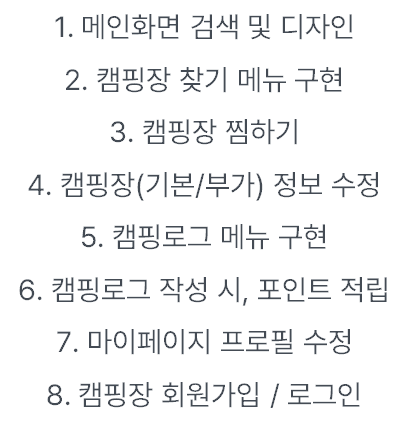 1. 메인화면 검색 및 디자인
2. 캠핑장 찾기 메뉴 구현
3. 캠핑장 찜하기
4. 캠핑장(기본/부가) 정보 수정
5. 캠핑로그 메뉴 구현
6. 캠핑로그 작성 시, 포인트 적립
7. 마이페이지 프로필 수정
8. 캠핑장 회원가입 / 로그인